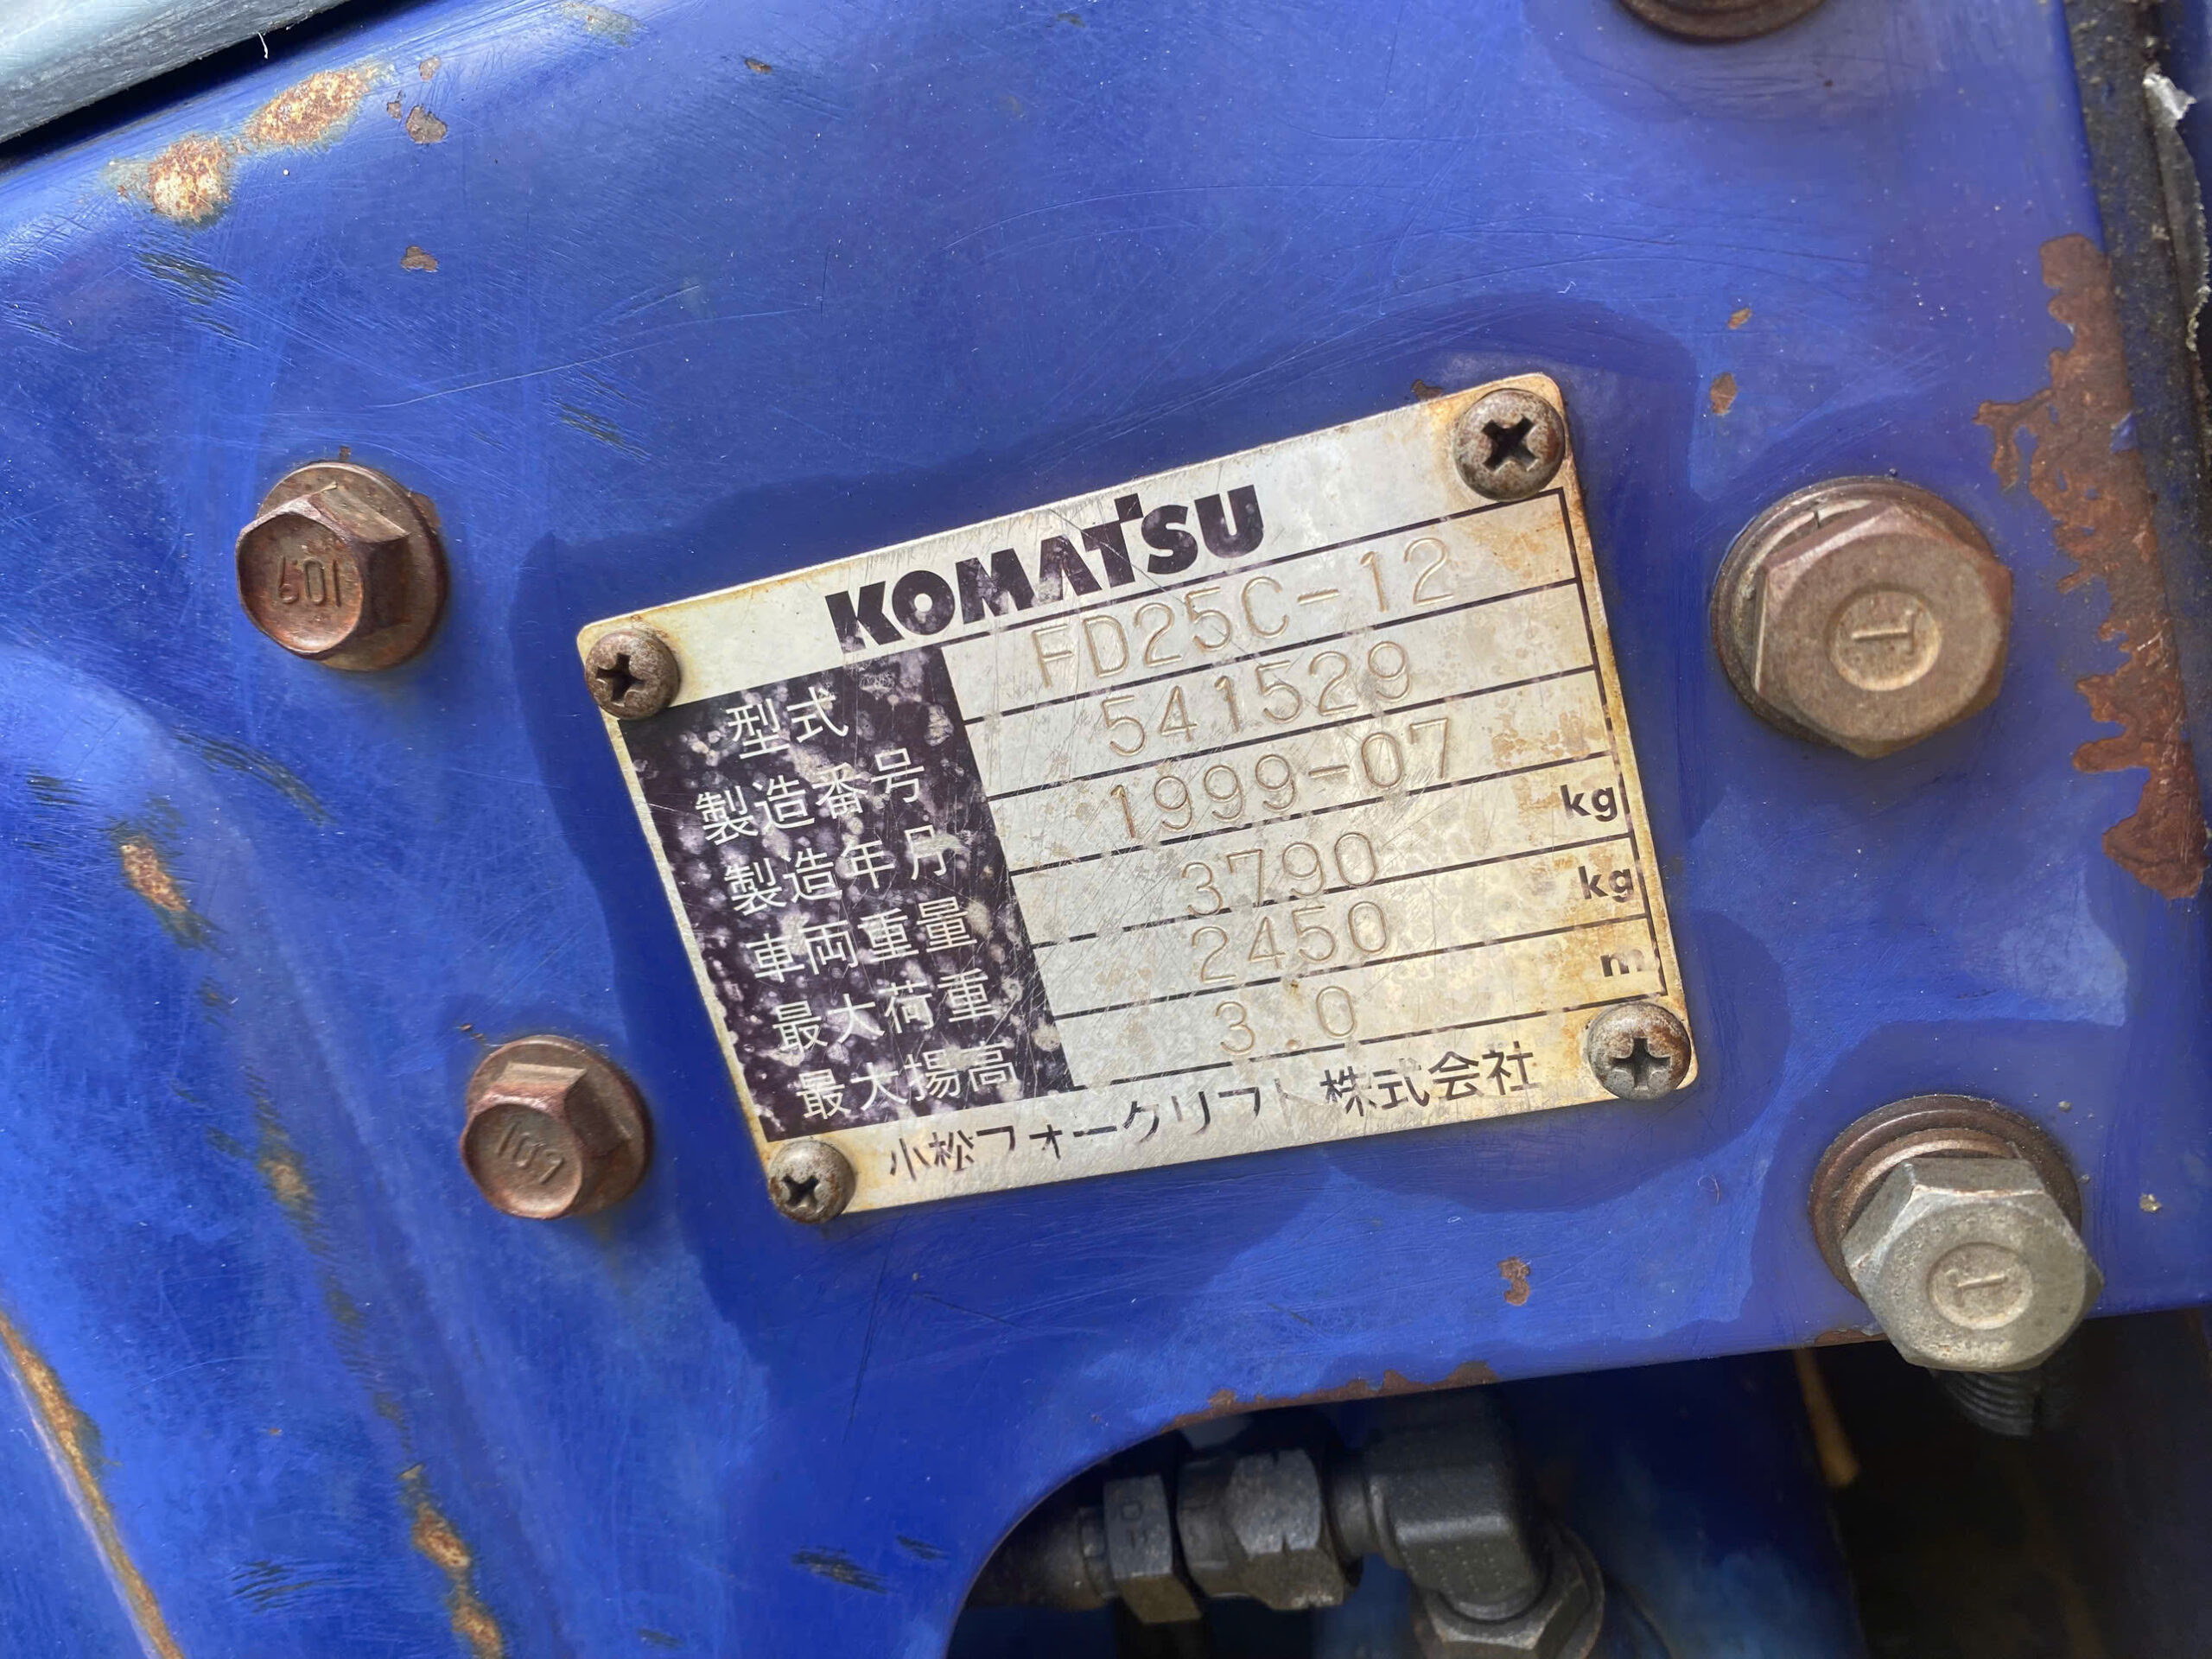 KOMATSU
型式 FD25C-12
製造番号 541529
製造年月 1999-07
車両重量 3790 kg
最大荷重 2450 kg
最大揚高 3.0 m
小松フォークリフト株式会社
601
L
L